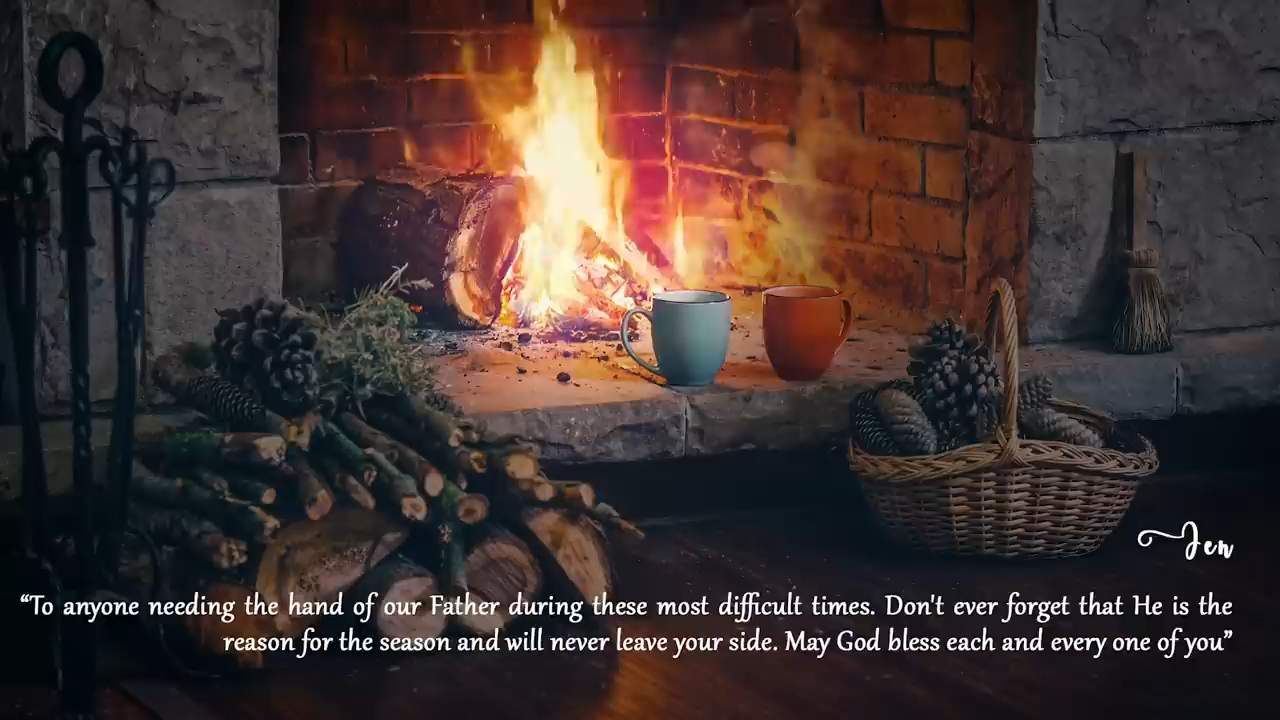 Jen
“To anyone needing the hand of our Father during these most difficult times. Don't ever forget that He is the
reason for the season and will never leave your side. May God bless each and every one of you”